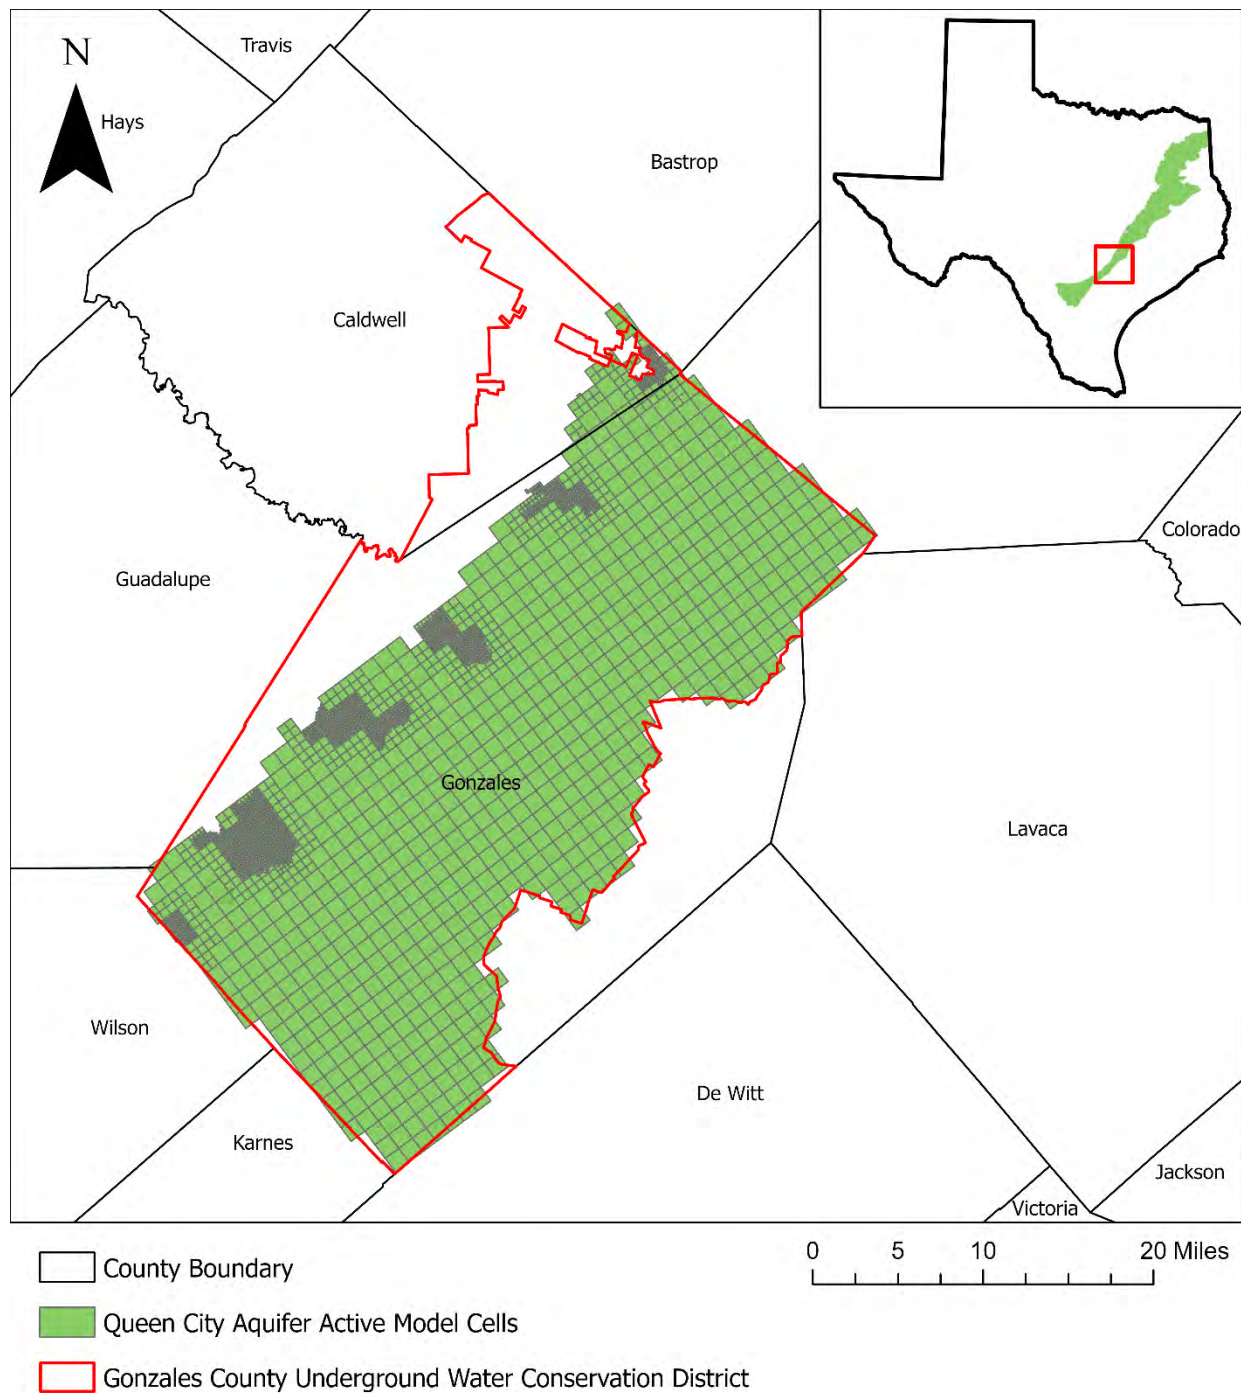 Travis
N
Hays
Bastrop
Caldwell
Colorado
Guadalupe
Gonzales
Lavaca
Wilson
De Witt
Karnes
Jackson
Victoria
0 5 10 20 Miles
County Boundary
Queen City Aquifer Active Model Cells
Gonzales County Underground Water Conservation District